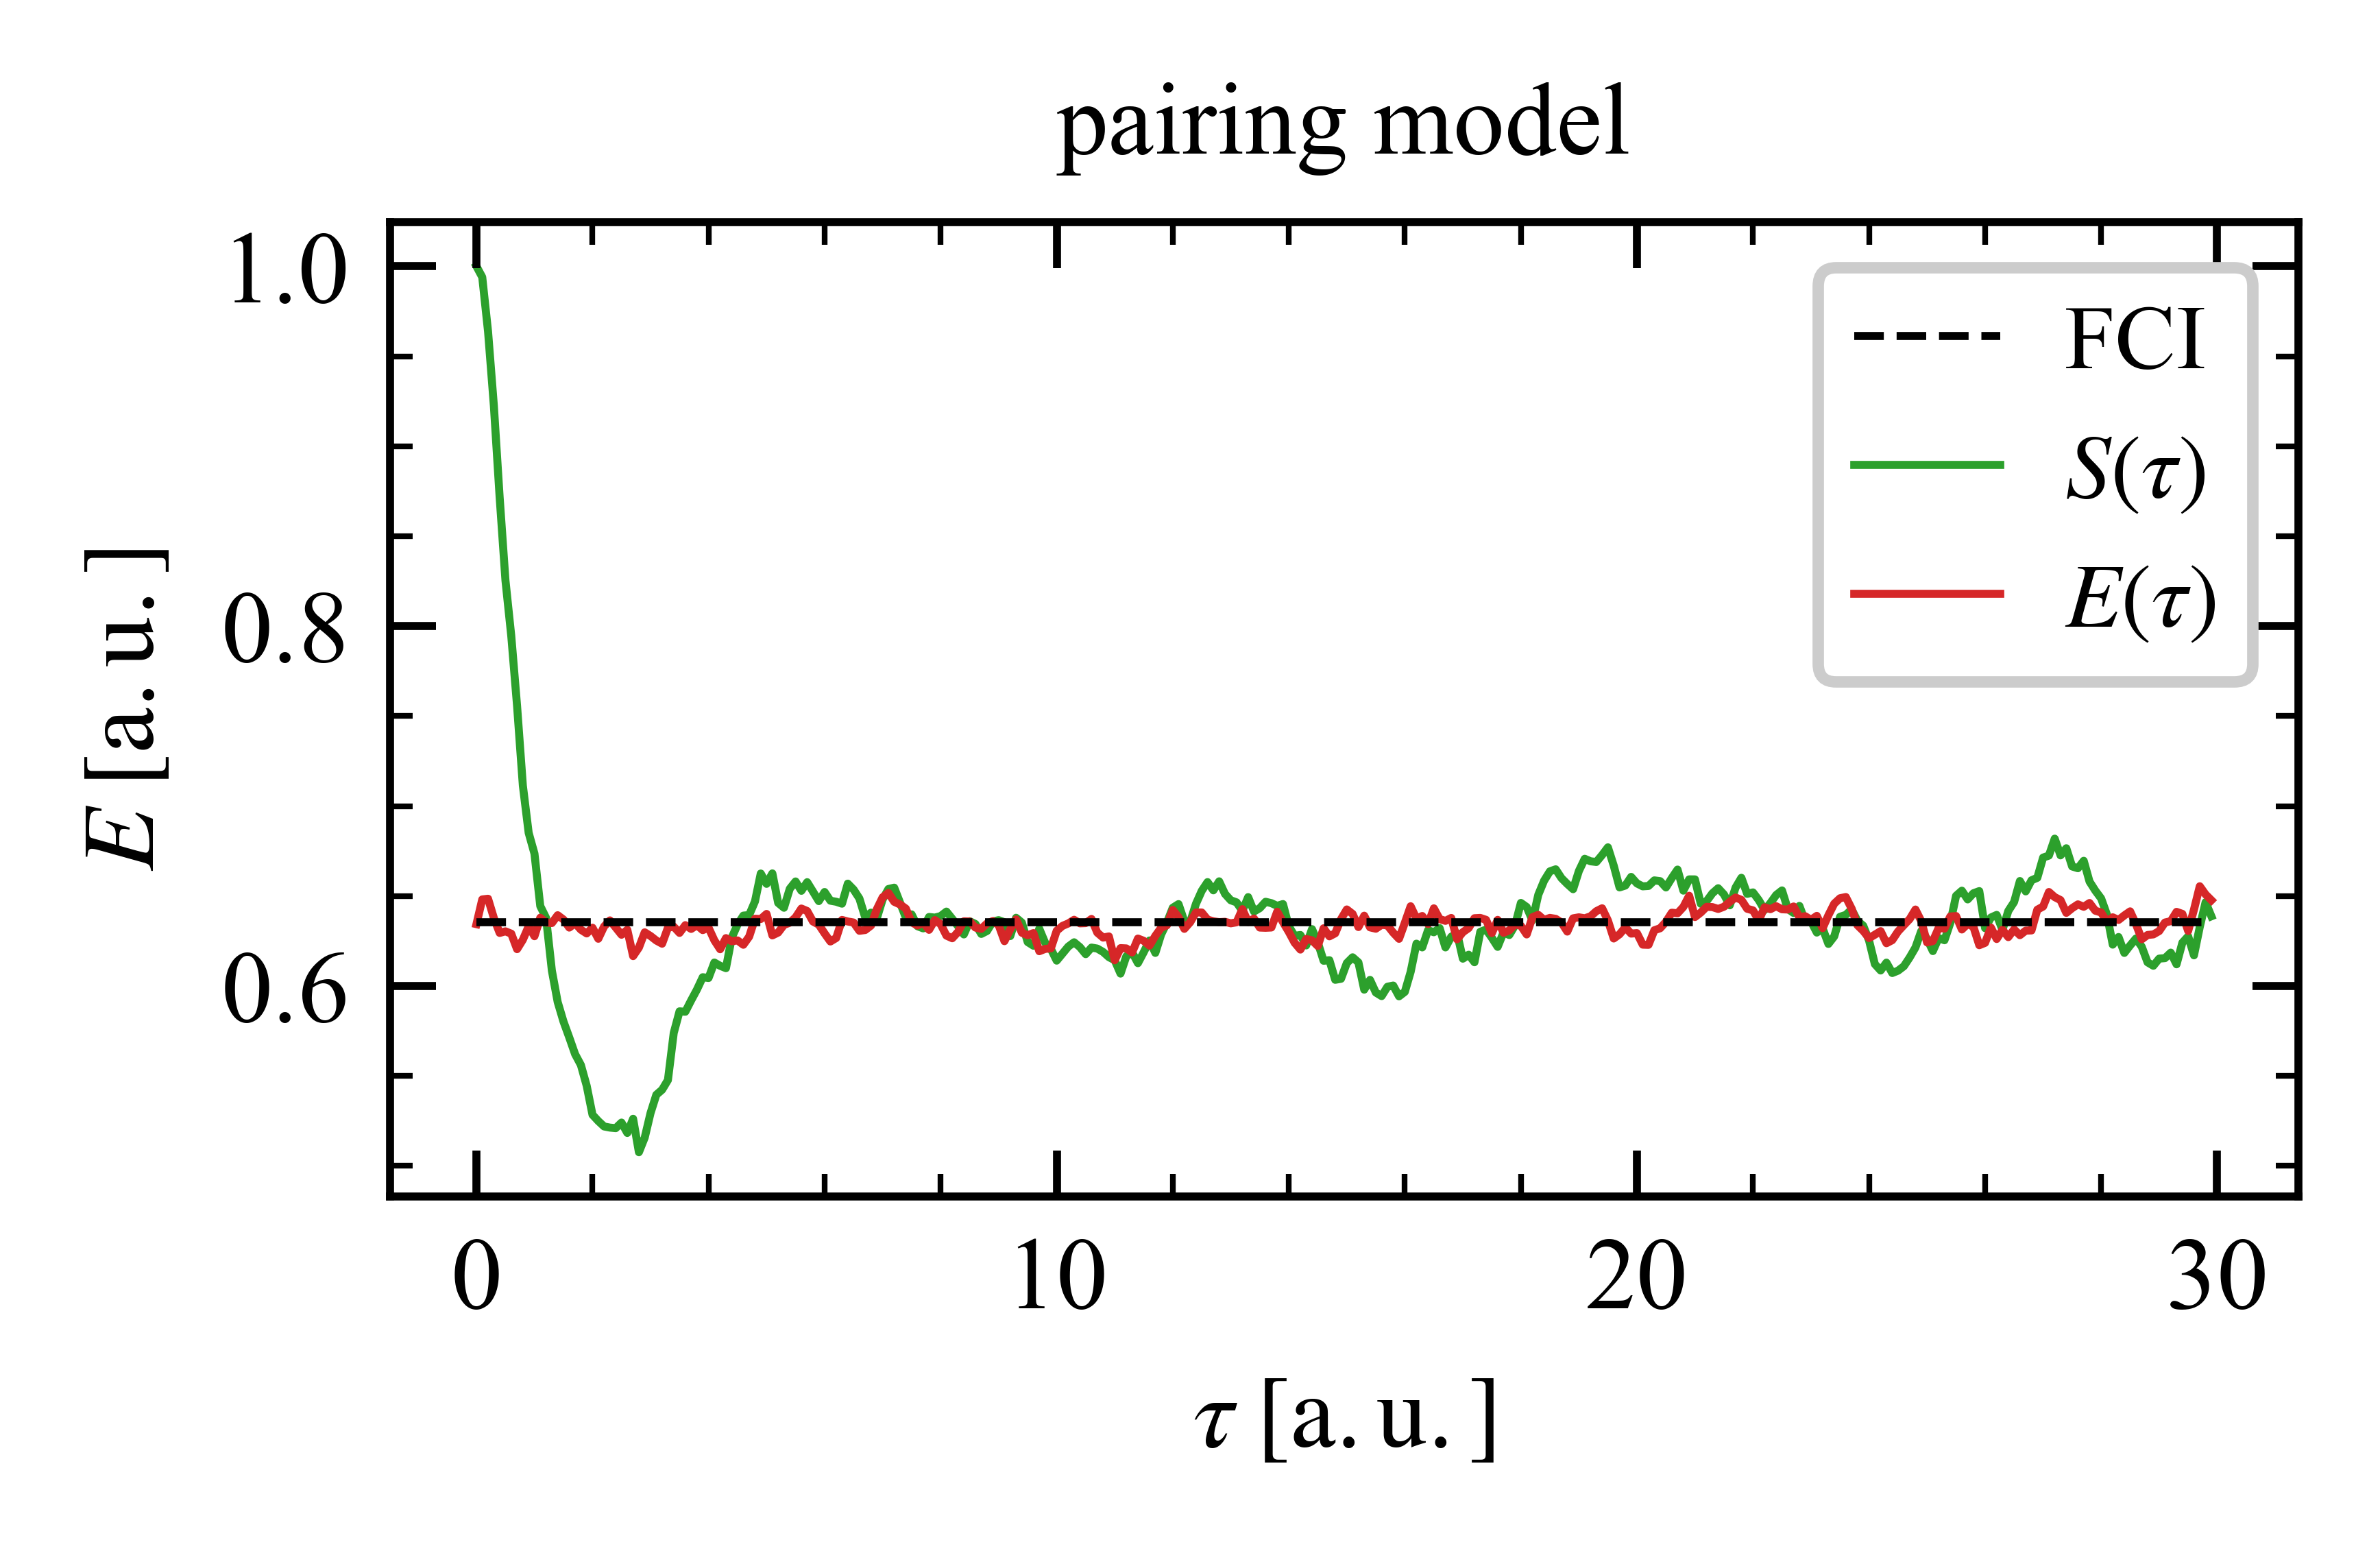 pairing model
1.0
0.8
0.6
E [a. u. ]
FCI
S(τ)
E(τ)
0 10 20 30
τ [a. u. ]